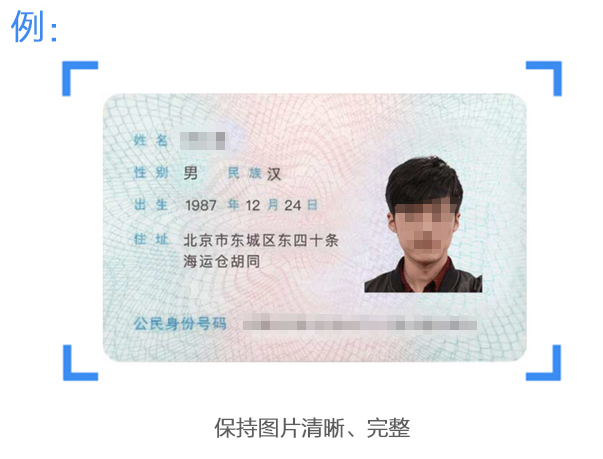 例:
姓 名
性 别 男 民 族 汉
出 生 1987 年 12 月 24 日
住 址 北京市东城区东四十条
海运仓胡同
公民身份号码
保持图片清晰、完整